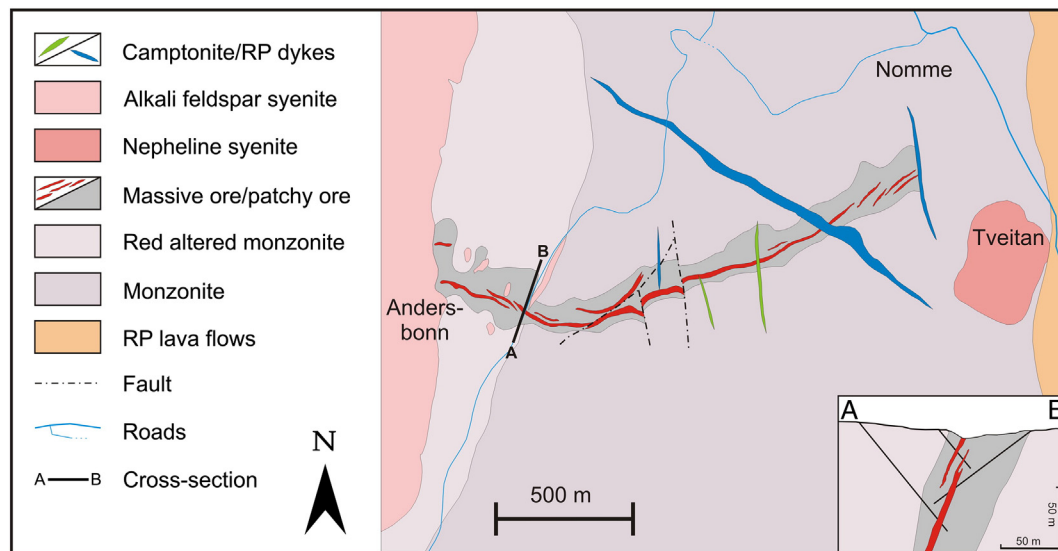 Camptonite/RP dykes
Alkali feldspar syenite
Nepheline syenite
Massive ore/patchy ore
Red altered monzonite
Monzonite
RP lava flows
Fault
Roads
A B Cross-section
N
Nomme
Tveitan
B
Anders-
bonn
A
500 m
A B
50 m
50 m